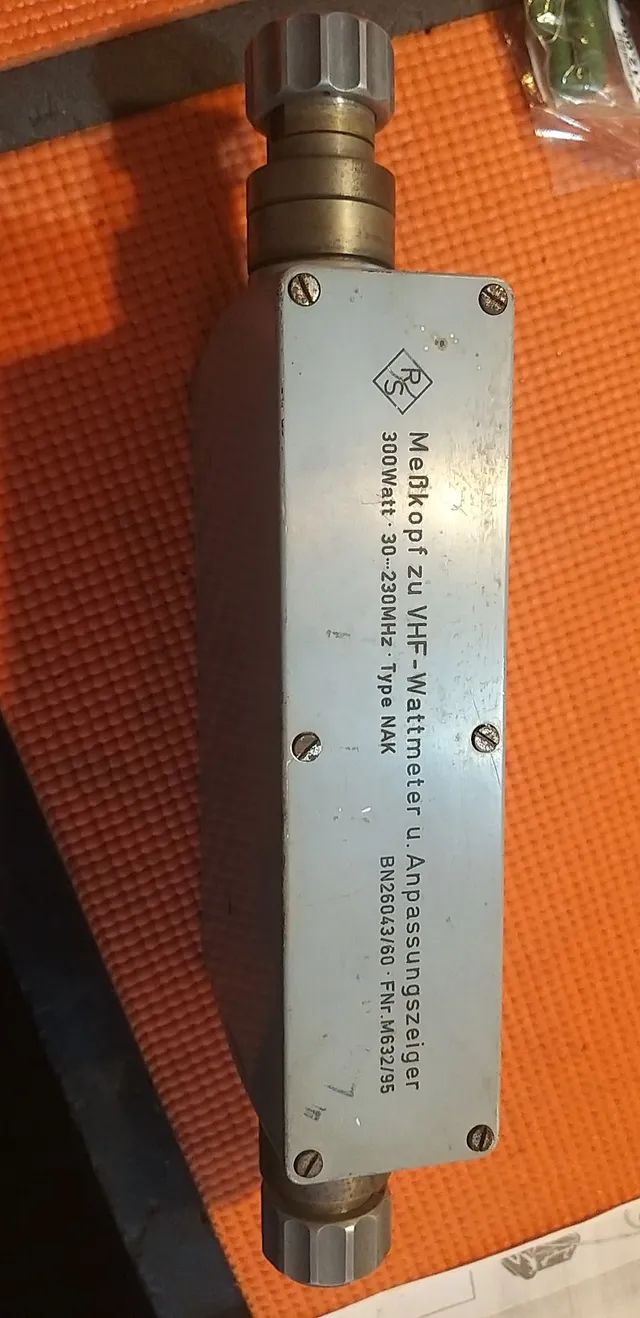 R/S
Meßkopf zu VHF-Wattmeter u. Anpassungszeiger
300Watt · 30···230MHz · Type NAK BN26043/60 · FNr.M632/95